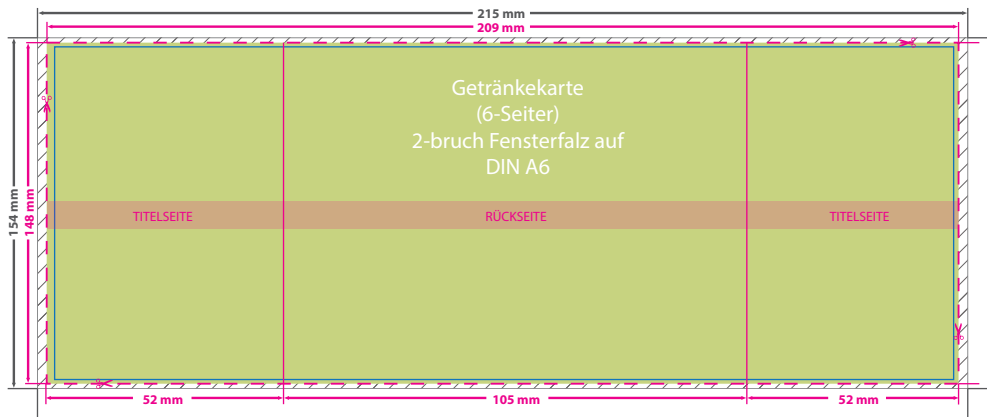 215 mm
209 mm
Getränkekarte
(6-Seiter)
2-bruch Fensterfalz auf
DIN A6
154 mm
148 mm
TITELSEITE
RÜCKSEITE
TITELSEITE
52 mm
105 mm
52 mm